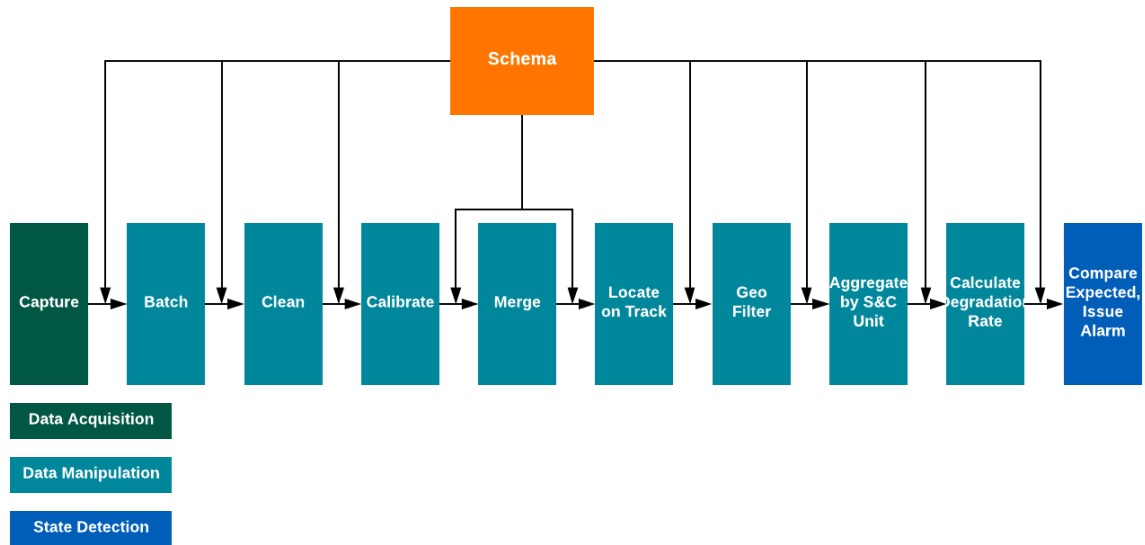 Schema
Capture
Batch
Clean
Calibrate
Merge
Locate
on Track
Geo
Filter
Aggregate
by S&C
Unit
Calculate
Degradation
Rate
Compare
Expected,
Issue
Alarm
Data Acquisition
Data Manipulation
State Detection